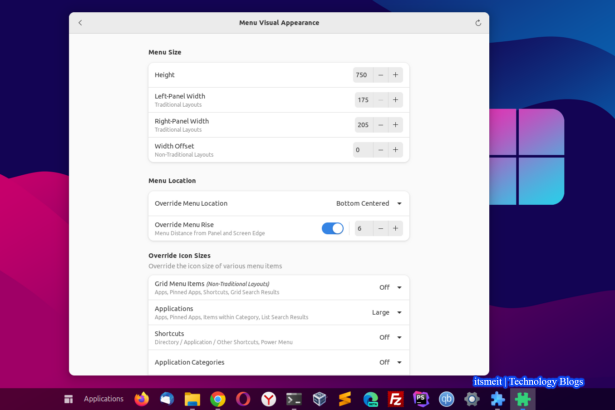 Menu Visual Appearance
Menu Size
Height
750
Left-Panel Width
Traditional Layouts
175
Right-Panel Width
Traditional Layouts
205
Width Offset
Non-Traditional Layouts
0
Menu Location
Override Menu Location
Bottom Centered
Override Menu Rise
Menu Distance from Panel and Screen Edge
6
Override Icon Sizes
Override the icon size of various menu items
Grid Menu Items (Non-Traditional Layouts)
Apps, Pinned Apps, Shortcuts, Grid Search Results
Off
Applications
Apps, Pinned Apps, Items within Category, List Search Results
Large
Shortcuts
Directory / Application / Other Shortcuts, Power Menu
Off
Application Categories
Off
itsmeit | Technology Blogs
Applications
FZ
PS
qb